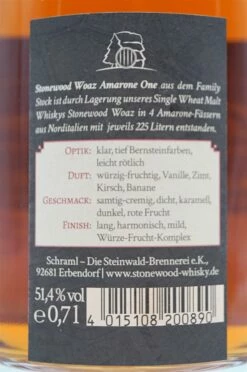 Stonewood Woaz Amarone One aus dem Family
Stock ist durch Lagerung unseres Single Wheat Malt
Whiskys Stonewood Woaz in 4 Amarone-Fässern
aus Norditalien mit jeweils 225 Litern entstanden.
OPTIK: klar, tief Bernsteinfarben,
leicht rötlich
DUFT: würzig-fruchtig, Vanille, Zimt,
Kirsch, Banane
GESCHMACK: samtig-cremig, dicht, karamell,
dunkel, rote Frucht
FINISH: lang, harmonisch, mild,
Würze-Frucht-Komplex
Schraml – Die Steinwald-Brennerei e.K.,
92681 Erbendorf | www.stonewood-whisky.de
51,4% vol
℮0,7l
4 015108 200890